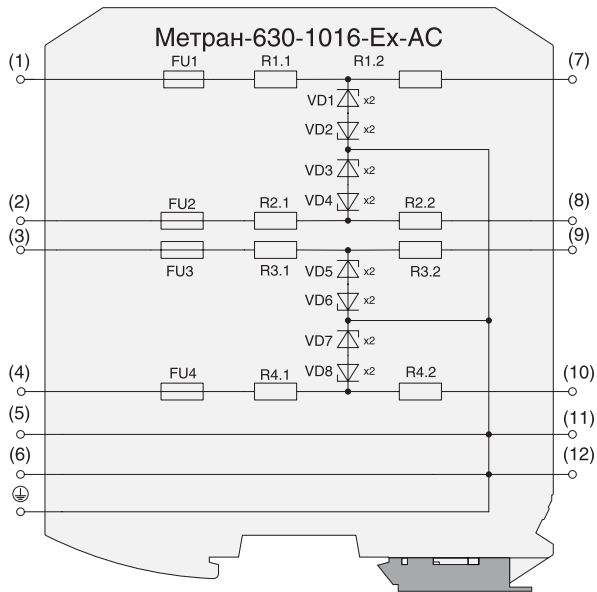 Метран-630-1016-Ex-AC
(1) FU1 R1.1 R1.2 (7)
VD1 x2
VD2 x2
VD3 x2
VD4 x2
(2) FU2 R2.1 R2.2 (8)
(3) (9)
FU3 R3.1 VD5 x2 R3.2
VD6 x2
VD7 x2
VD8 x2
(4) FU4 R4.1 R4.2 (10)
(5) (11)
(6) (12)